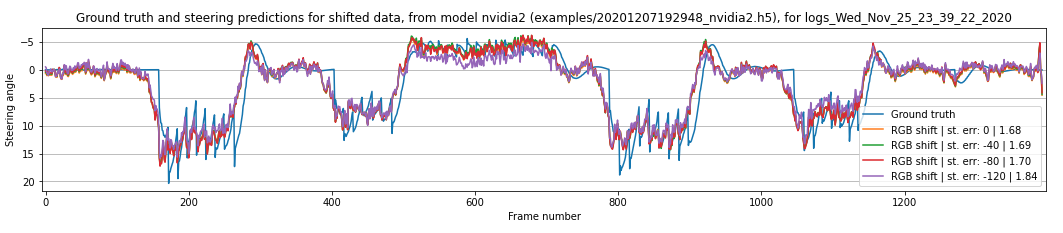 Ground truth and steering predictions for shifted data, from model nvidia2 (examples/20201207192948_nvidia2.h5), for logs_Wed_Nov_25_23_39_22_2020
Steering angle
−5
0
5
10
15
20
Ground truth
RGB shift | st. err: 0 | 1.68
RGB shift | st. err: -40 | 1.69
RGB shift | st. err: -80 | 1.70
RGB shift | st. err: -120 | 1.84
0 200 400 600 800 1000 1200
Frame number